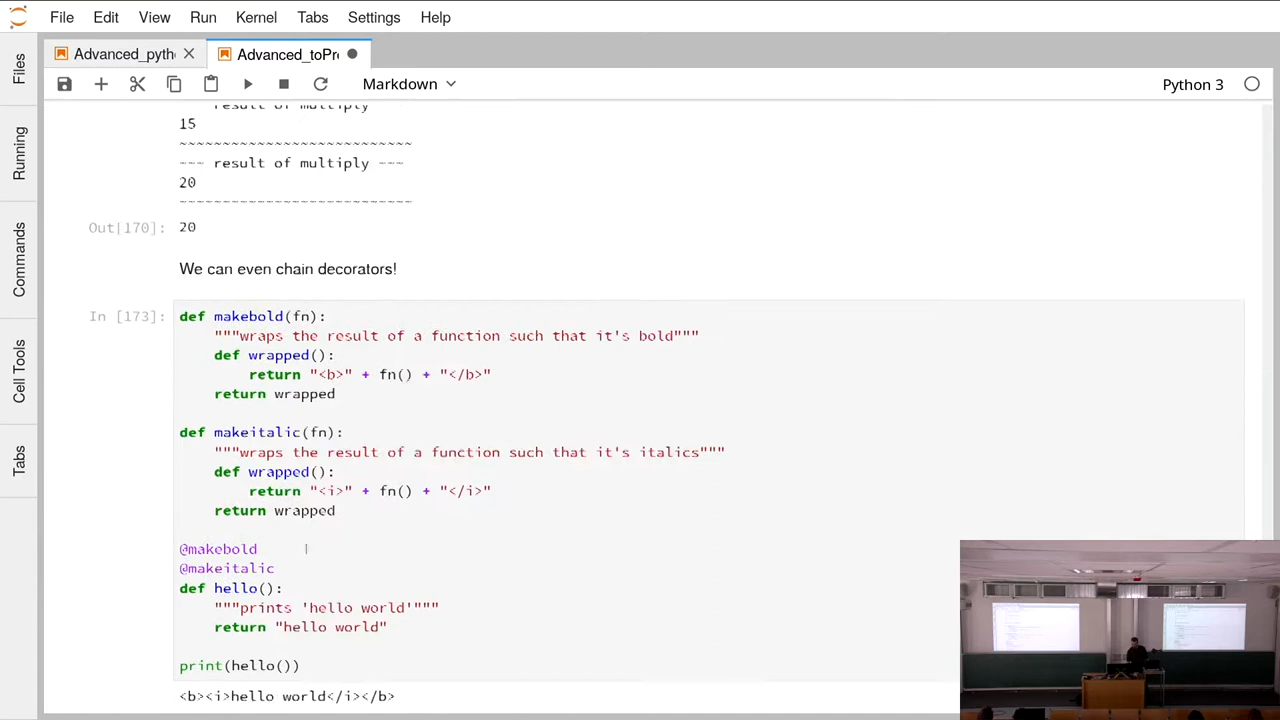 File Edit View Run Kernel Tabs Settings Help
Files
Running
Commands
Cell Tools
Tabs
Advanced_pyth
Advanced_toPr
Markdown
Python 3
result of multiply
15
~~~~~~~~~~~~~~~~~~~~~~~~~~~
~~~ result of multiply ~~~
20
~~~~~~~~~~~~~~~~~~~~~~~~~~~
Out[170]: 20
We can even chain decorators!
In [173]: def makebold(fn):
"""wraps the result of a function such that it's bold"""
def wrapped():
return "<b>" + fn() + "</b>"
return wrapped
def makeitalic(fn):
"""wraps the result of a function such that it's italics"""
def wrapped():
return "<i>" + fn() + "</i>"
return wrapped
@makebold
@makeitalic
def hello():
"""prints 'hello world'"""
return "hello world"
print(hello())
<b><i>hello world</i></b>